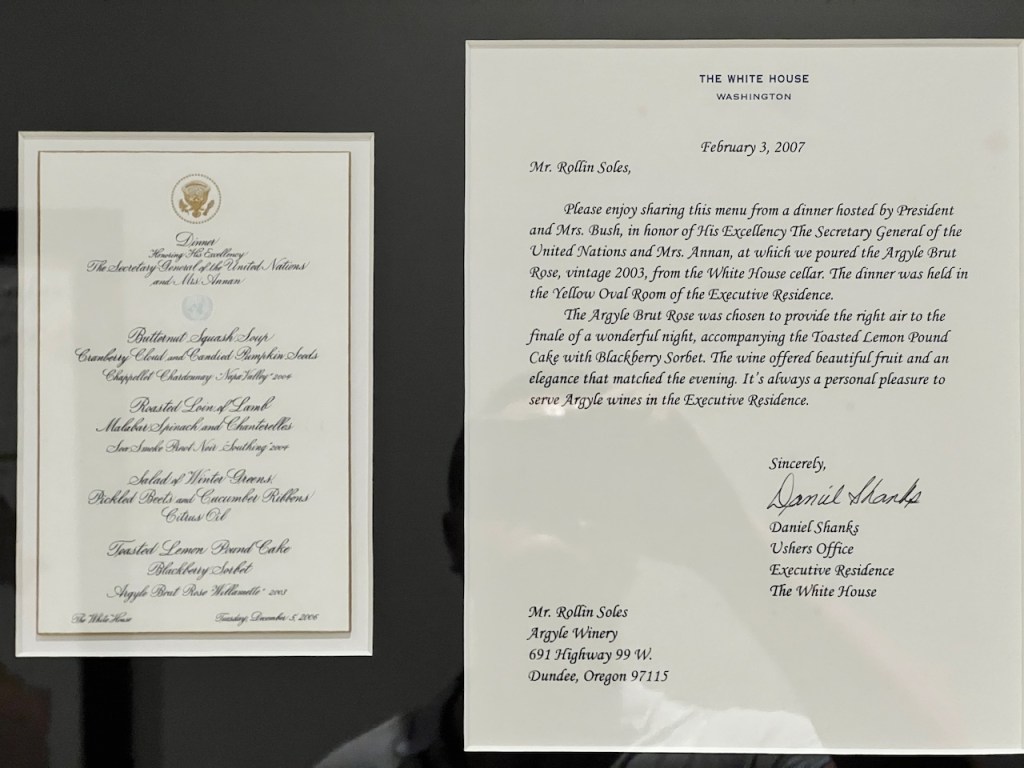 Dinner
Honoring His Excellency
The Secretary General of the United Nations
and Mrs. Annan
Butternut Squash Soup
Cranberry Cloud and Candied Pumpkin Seeds
Chappellet Chardonnay "Napa Valley" 2004
Roasted Loin of Lamb
Malabar Spinach and Chanterelles
Sea Smoke Pinot Noir "Southing" 2004
Salad of Winter Greens
Pickled Beets and Cucumber Ribbons
Citrus Oil
Toasted Lemon Pound Cake
Blackberry Sorbet
Argyle Brut Rose "Willamette" 2003
The White House
Tuesday, December 5, 2006
THE WHITE HOUSE
WASHINGTON
February 3, 2007
Mr. Rollin Soles,
Please enjoy sharing this menu from a dinner hosted by President
and Mrs. Bush, in honor of His Excellency The Secretary General of the
United Nations and Mrs. Annan, at which we poured the Argyle Brut
Rose, vintage 2003, from the White House cellar. The dinner was held in
the Yellow Oval Room of the Executive Residence.
The Argyle Brut Rose was chosen to provide the right air to the
finale of a wonderful night, accompanying the Toasted Lemon Pound
Cake with Blackberry Sorbet. The wine offered beautiful fruit and an
elegance that matched the evening. It's always a personal pleasure to
serve Argyle wines in the Executive Residence.
Sincerely,
Daniel Shanks
Daniel Shanks
Ushers Office
Executive Residence
The White House
Mr. Rollin Soles
Argyle Winery
691 Highway 99 W.
Dundee, Oregon 97115